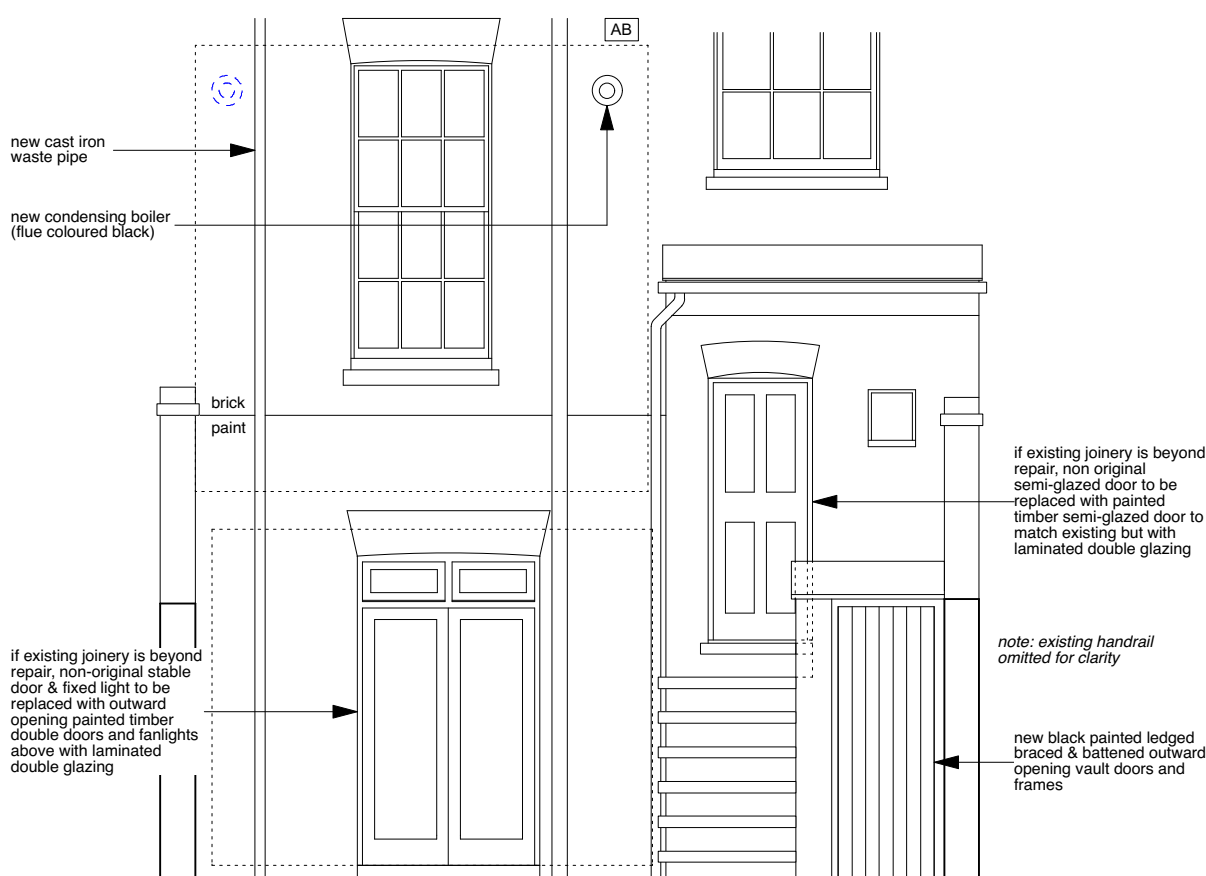 AB
new cast iron
waste pipe
new condensing boiler
(flue coloured black)
brick
paint
if existing joinery is beyond
repair, non original
semi-glazed door to be
replaced with painted
timber semi-glazed door to
match existing but with
laminated double glazing
note: existing handrail
omitted for clarity
if existing joinery is beyond
repair, non-original stable
door & fixed light to be
replaced with outward
opening painted timber
double doors and fanlights
above with laminated
double glazing
new black painted ledged
braced & battened outward
opening vault doors and
frames